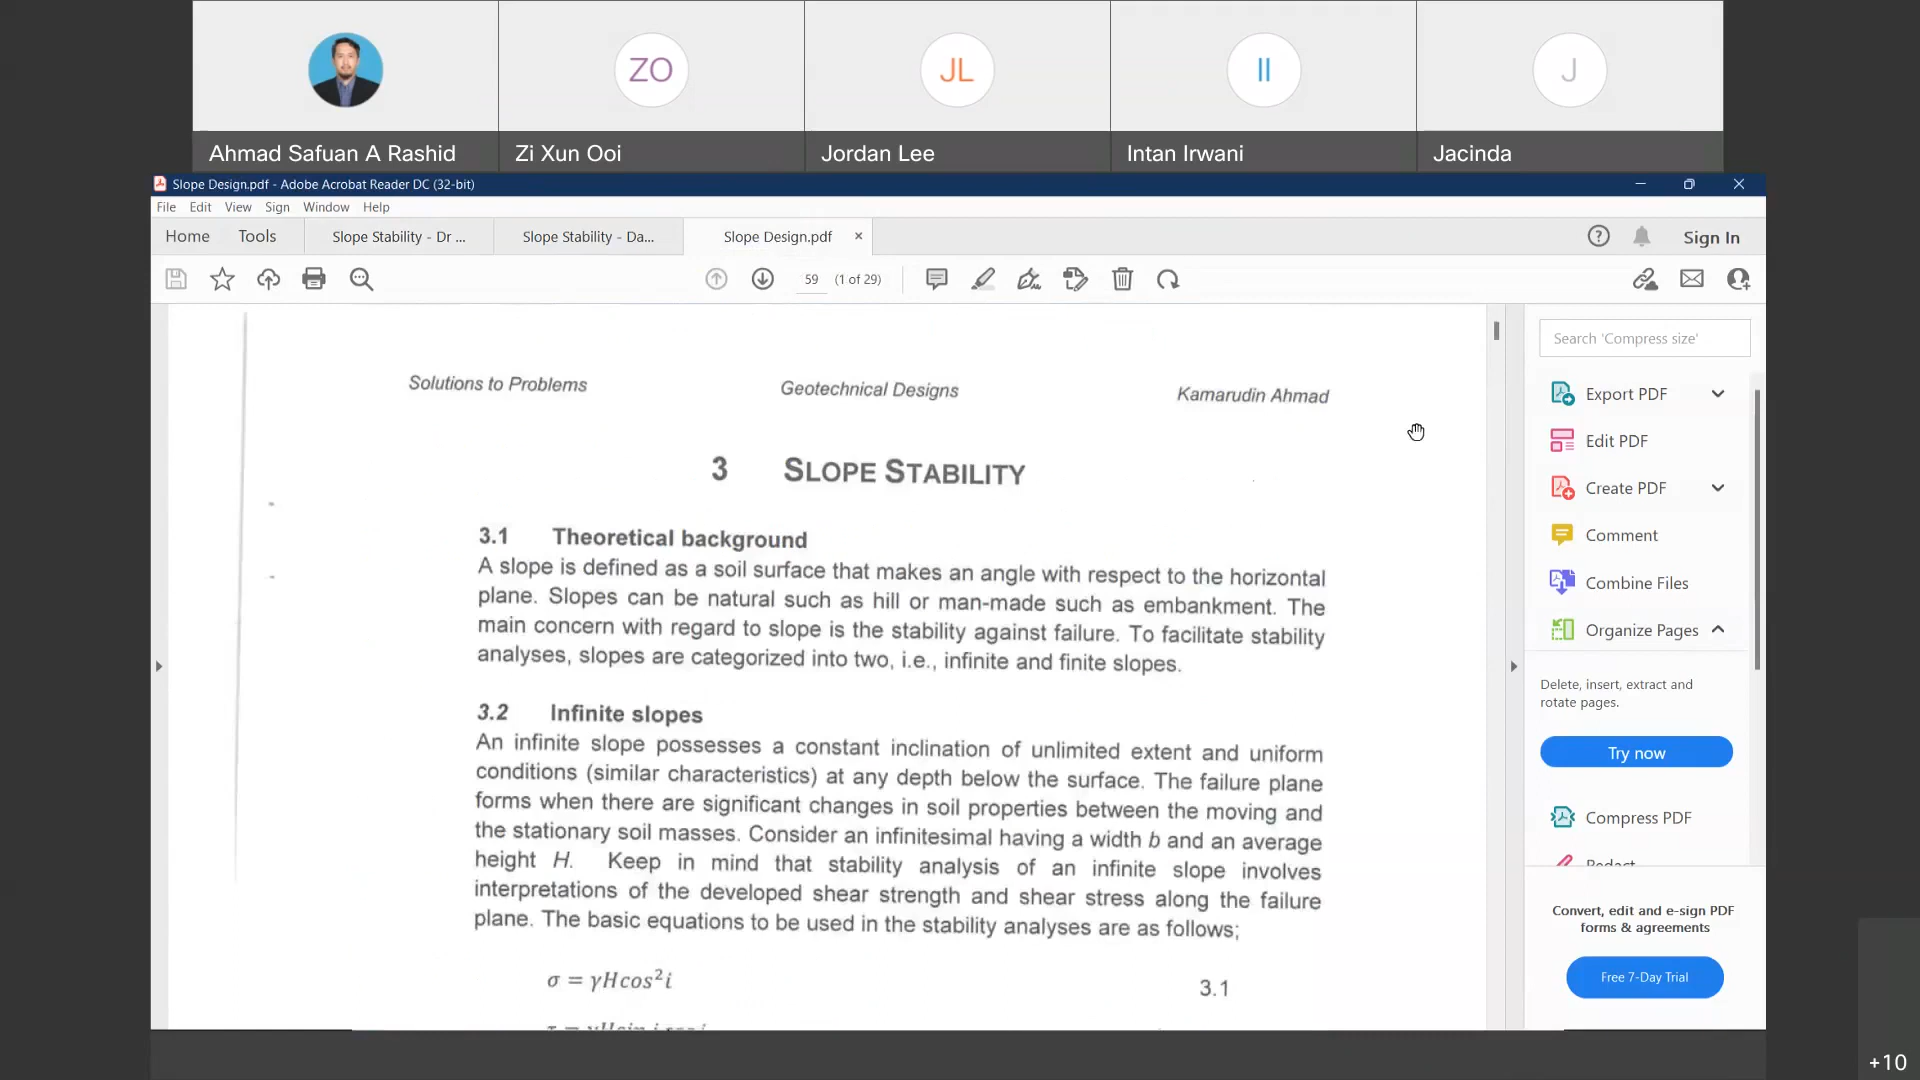 ZO
JL
II
J
Ahmad Safuan A Rashid
Zi Xun Ooi
Jordan Lee
Intan Irwani
Jacinda
Slope Design.pdf - Adobe Acrobat Reader DC (32-bit)
File Edit View Sign Window Help
Home Tools Slope Stability - Dr ... Slope Stability - Da... Slope Design.pdf × Sign In
59 (1 of 29)
Search 'Compress size'
Solutions to Problems Geotechnical Designs Kamarudin Ahmad
3 SLOPE STABILITY
3.1 Theoretical background
A slope is defined as a soil surface that makes an angle with respect to the horizontal
plane. Slopes can be natural such as hill or man-made such as embankment. The
main concern with regard to slope is the stability against failure. To facilitate stability
analyses, slopes are categorized into two, i.e., infinite and finite slopes.
3.2 Infinite slopes
An infinite slope possesses a constant inclination of unlimited extent and uniform
conditions (similar characteristics) at any depth below the surface. The failure plane
forms when there are significant changes in soil properties between the moving and
the stationary soil masses. Consider an infinitesimal having a width b and an average
height H. Keep in mind that stability analysis of an infinite slope involves
interpretations of the developed shear strength and shear stress along the failure
plane. The basic equations to be used in the stability analyses are as follows;
σ = γHcos²i 3.1
Export PDF
Edit PDF
Create PDF
Comment
Combine Files
Organize Pages
Delete, insert, extract and
rotate pages.
Try now
Compress PDF
Redact
Convert, edit and e-sign PDF
forms & agreements
Free 7-Day Trial
+10